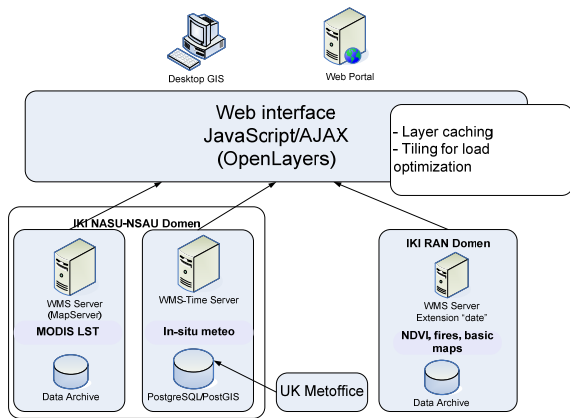 Desktop GIS
Web Portal
Web interface
JavaScript/AJAX
(OpenLayers)
- Layer caching
- Tiling for load
optimization
IKI NASU-NSAU Domen
WMS Server
(MapServer)
MODIS LST
Data Archive
WMS-Time Server
In-situ meteo
PostgreSQL/PostGIS
UK Metoffice
IKI RAN Domen
WMS Server
Extension "date"
NDVI, fires, basic
maps
Data Archive